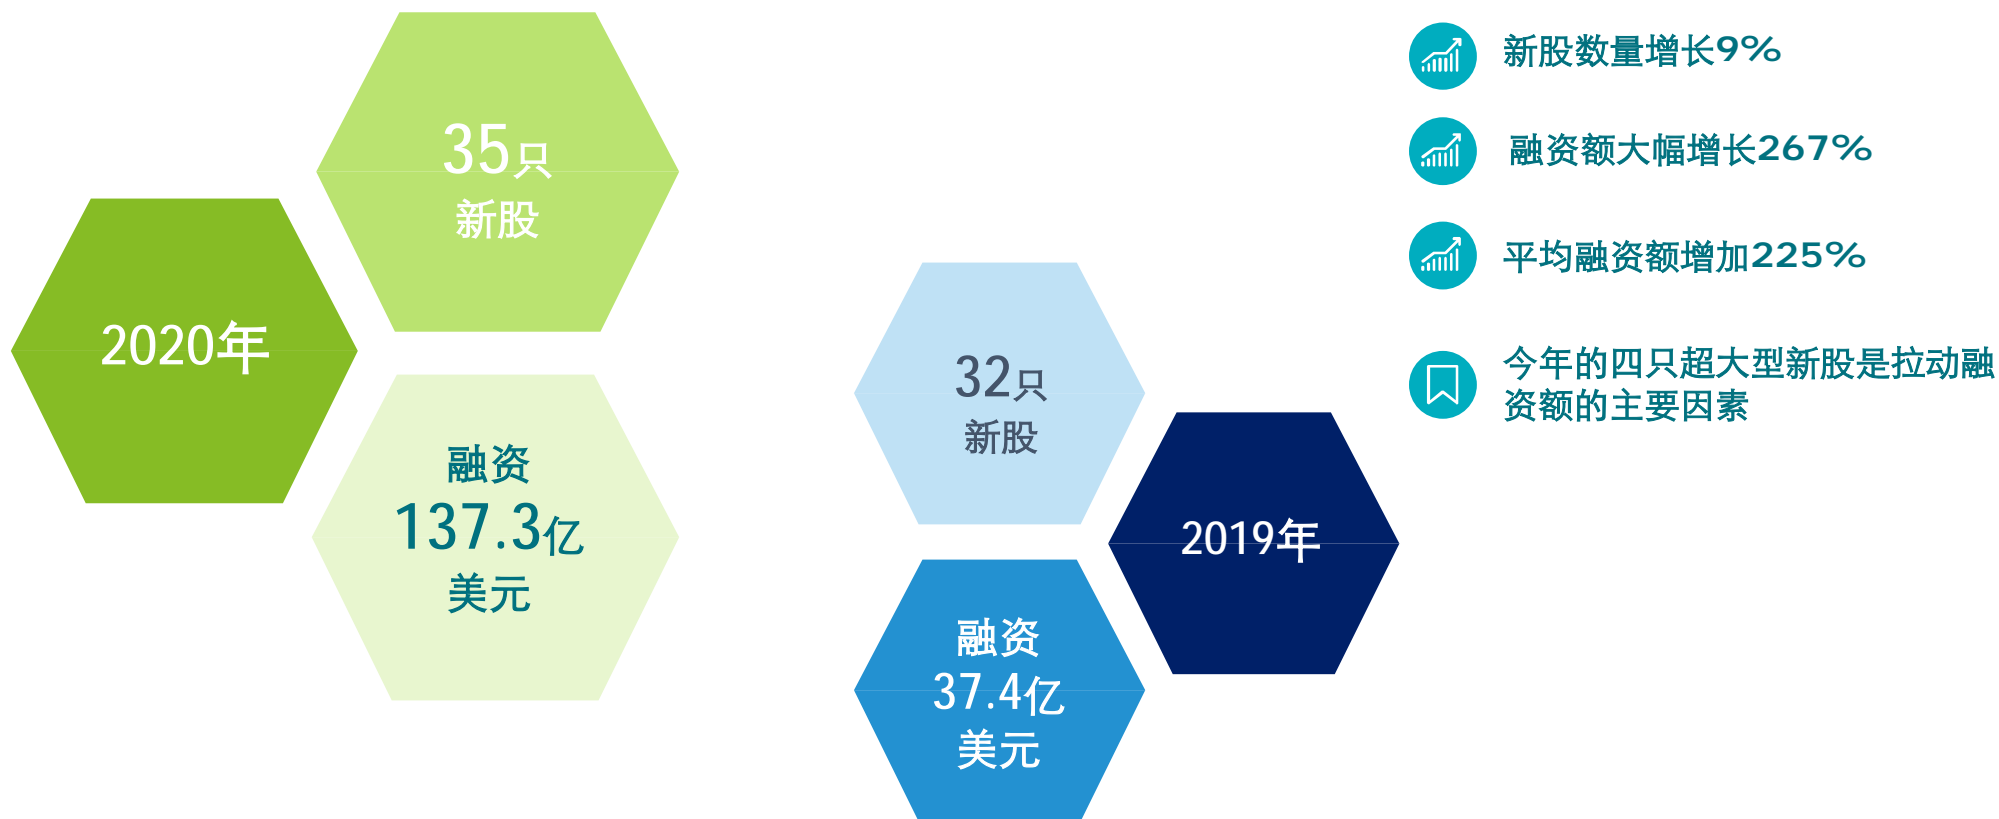 2020年
35只
新股
融资
137.3亿
美元
32只
新股
2019年
融资
37.4亿
美元
新股数量增长9%
融资额大幅增长267%
平均融资额增加225%
今年的四只超大型新股是拉动融
资额的主要因素